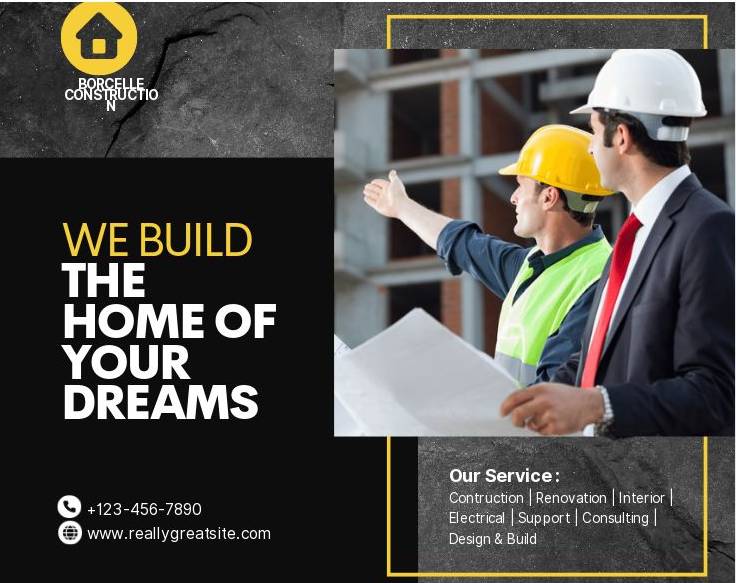 BORCELLE
CONSTRUCTIO
N
WE BUILD
THE
HOME OF
YOUR
DREAMS
+123-456-7890
www.reallygreatsite.com
Our Service :
Contruction | Renovation | Interior |
Electrical | Support | Consulting |
Design & Build